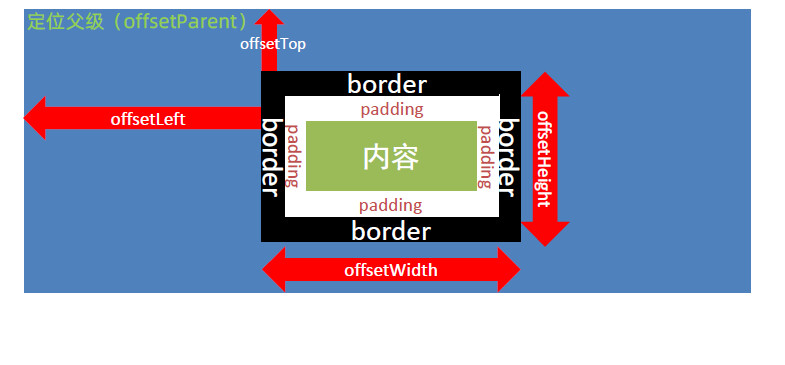 定位父级（offsetParent）
offsetTop
offsetLeft
border
padding
border
padding
内容
padding
border
offsetHeight
padding
border
offsetWidth